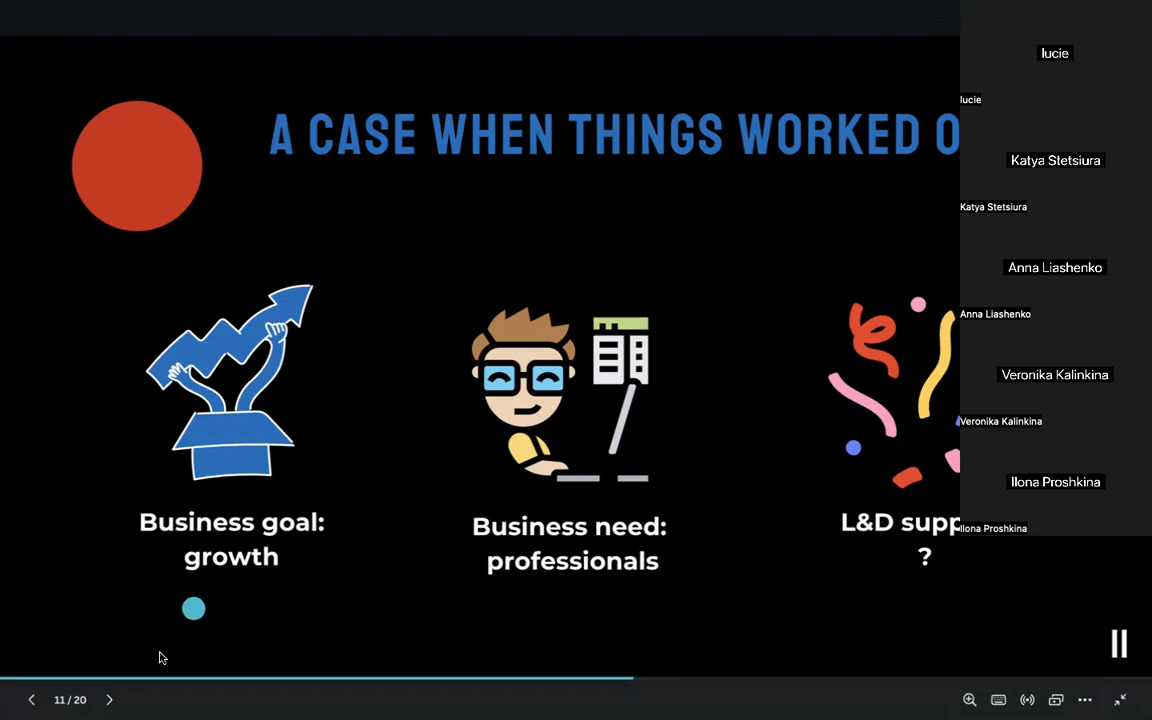 A CASE WHEN THINGS WORKED O
Business goal:
growth
Business need:
professionals
L&D supp
?
lucie
lucie
Katya Stetsiura
Katya Stetsiura
Anna Liashenko
Anna Liashenko
Veronika Kalinkina
Veronika Kalinkina
Ilona Proshkina
Ilona Proshkina
11 / 20